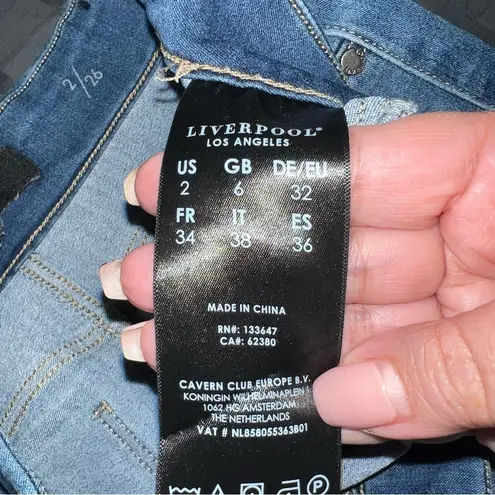 2/26
LIVERPOOL®
LOS ANGELES
US GB DE/EU
2 6 32
FR IT ES
34 38 36
MADE IN CHINA
RN#: 133647
CA#: 62380
CAVERN CLUB EUROPE B.V.
KONINGIN WILHELMINAPLEIN 1
1062 HG AMSTERDAM
THE NETHERLANDS
VAT # NL858055363B01